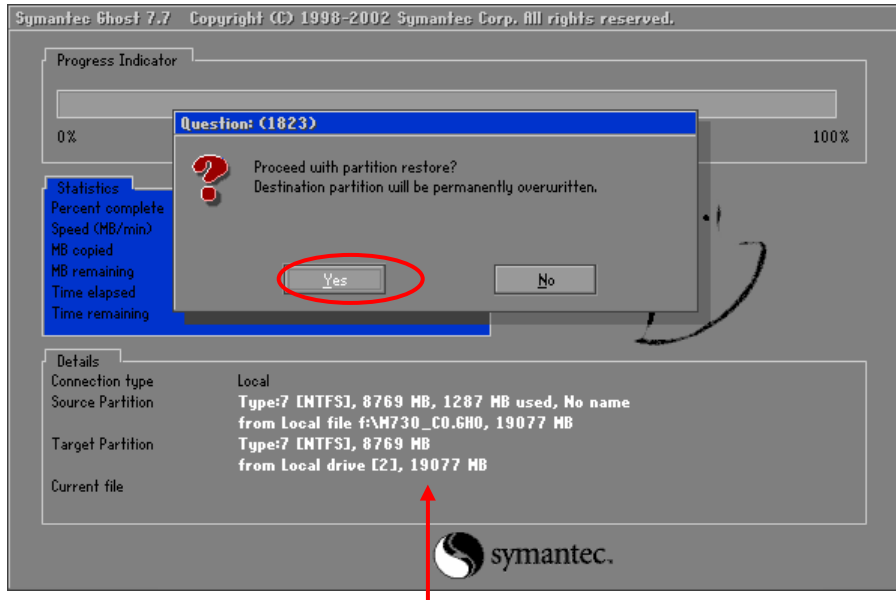 Symantec Ghost 7.7 Copyright (C) 1998-2002 Symantec Corp. All rights reserved.
Progress Indicator
0% 100%
Question: (1823)
Proceed with partition restore?
Destination partition will be permanently overwritten.
Yes No
Statistics
Percent complete
Speed (MB/min)
MB copied
MB remaining
Time elapsed
Time remaining
Details
Connection type Local
Source Partition Type:7 [NTFS], 8769 MB, 1287 MB used, No name
from Local file f:\M730_C0.GHO, 19077 MB
Target Partition Type:7 [NTFS], 8769 MB
from Local drive [2], 19077 MB
Current file
symantec.